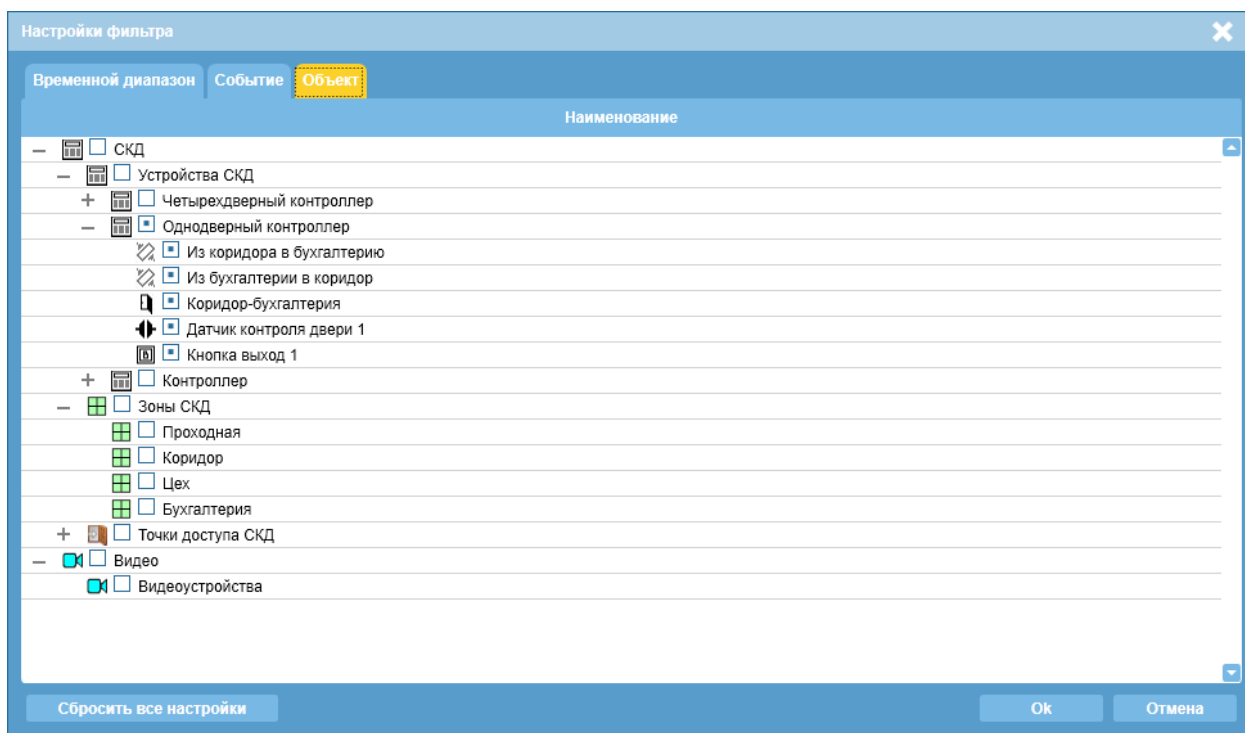 Настройки фильтра
Временной диапазон Событие Объект
Наименование
СКД
Устройства СКД
Четырехдверный контроллер
Однодверный контроллер
Из коридора в бухгалтерию
Из бухгалтерии в коридор
Коридор-бухгалтерия
Датчик контроля двери 1
Кнопка выход 1
Контроллер
Зоны СКД
Проходная
Коридор
Цех
Бухгалтерия
Точки доступа СКД
Видео
Видеоустройства
Сбросить все настройки Ok Отмена